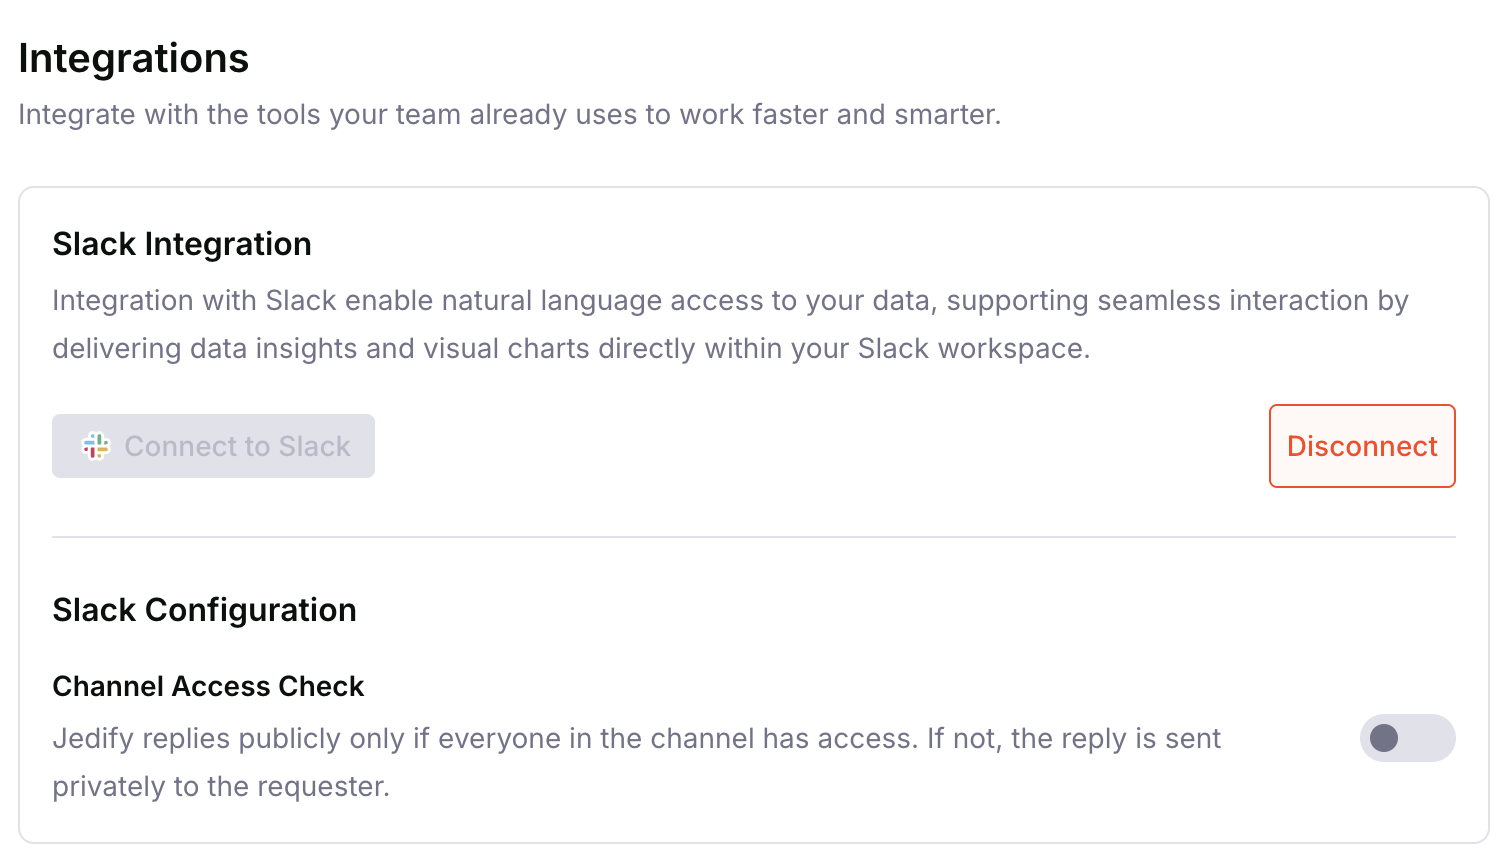 Integrations
Integrate with the tools your team already uses to work faster and smarter.
Slack Integration
Integration with Slack enable natural language access to your data, supporting seamless interaction by
delivering data insights and visual charts directly within your Slack workspace.
Connect to Slack
Disconnect
Slack Configuration
Channel Access Check
Jedify replies publicly only if everyone in the channel has access. If not, the reply is sent
privately to the requester.